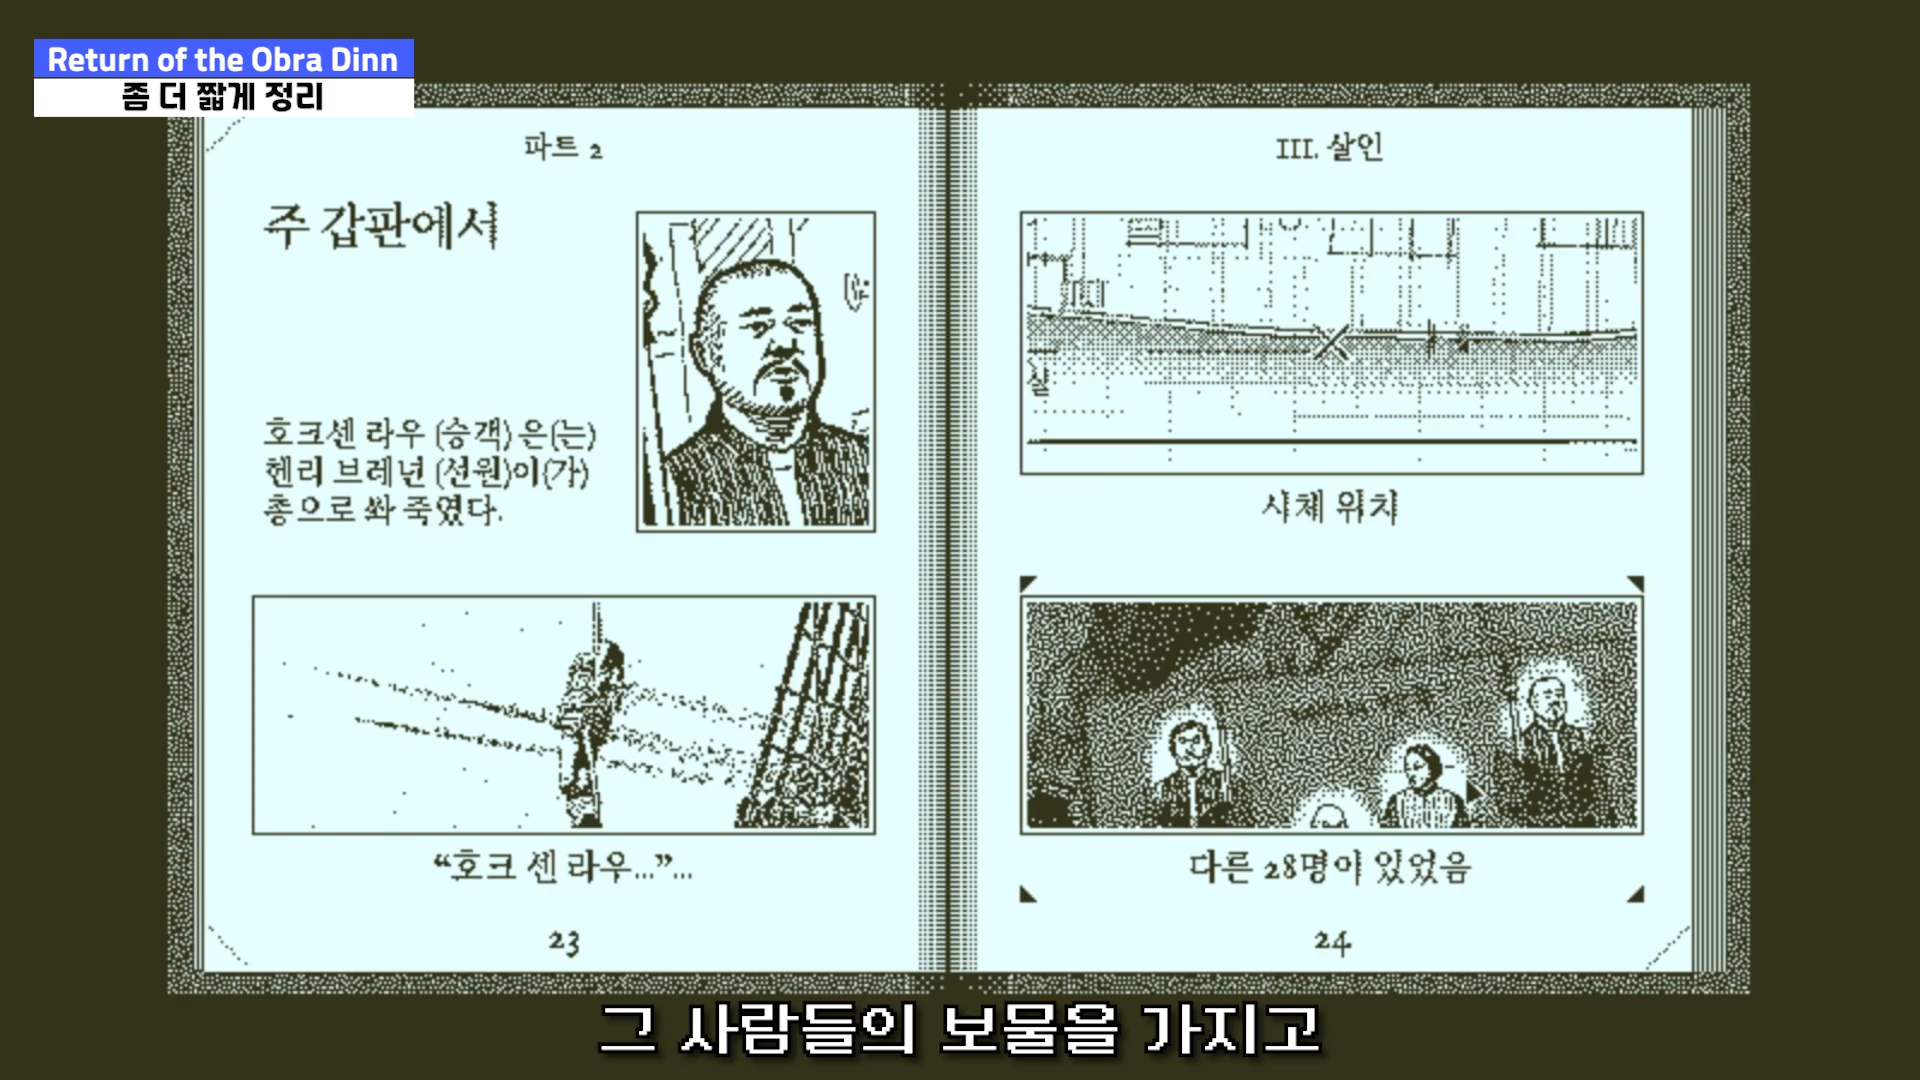 Return of the Obra Dinn
좀 더 짧게 정리
파트 2
주 갑판에서
호크센 라우 (승객) 은(는)
헨리 브레넌 (선원)이(가)
총으로 쏴 죽였다.
“호크 센 라우...”...
23
III. 살인
실
시체 위치
다른 28명이 있었음
24
그 사람들의 보물을 가지고